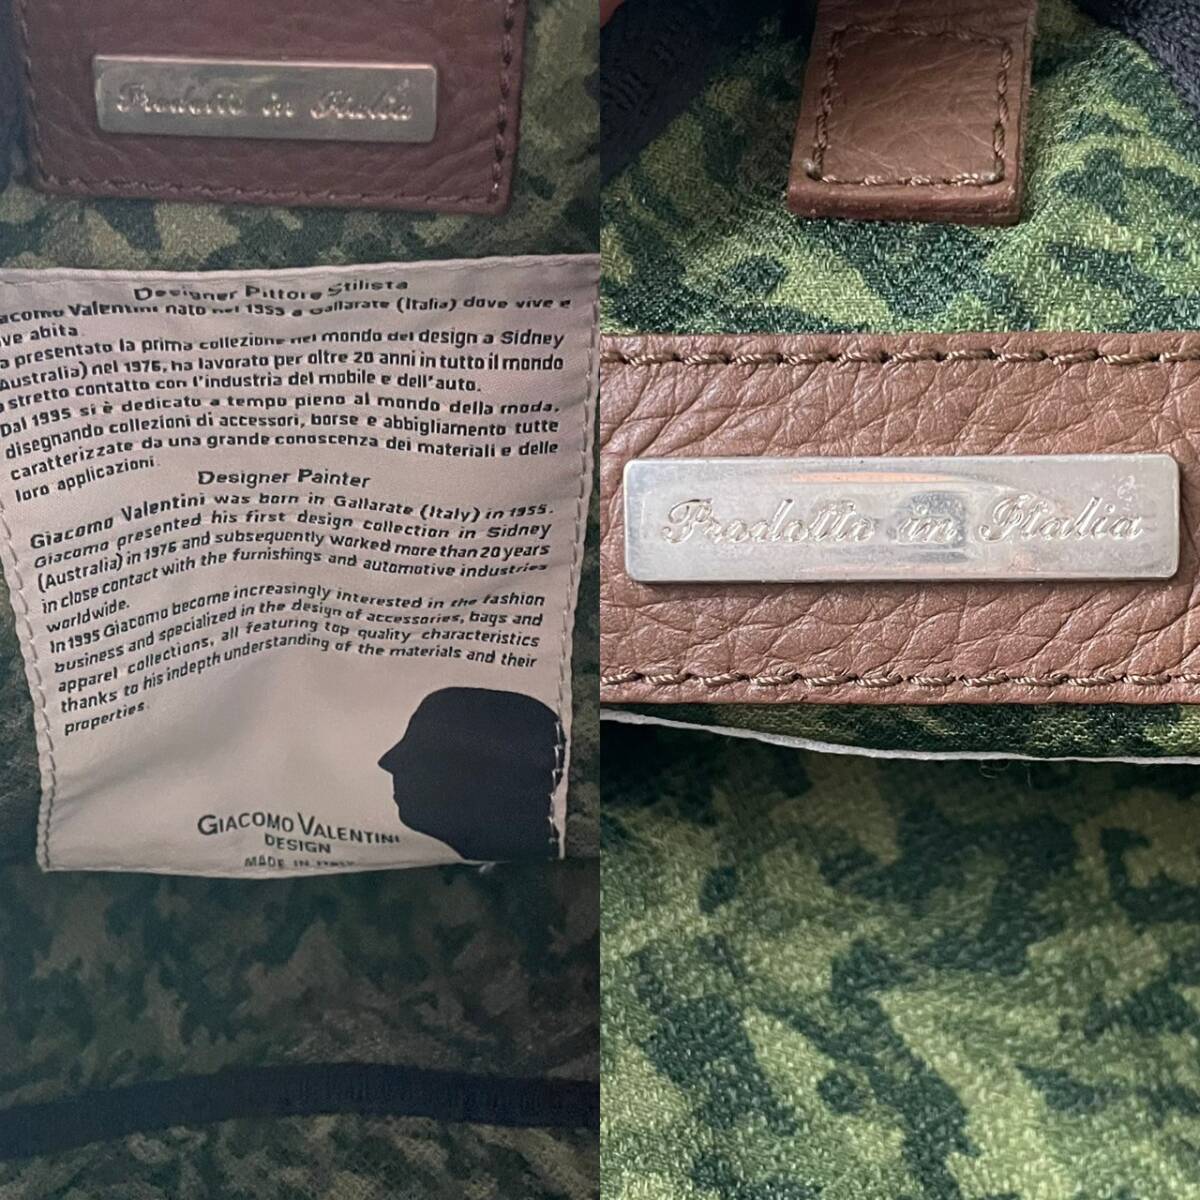 Prodotto in Italia
Designer Pittore Stilista
acomo Valentini nato nel 1955 a Gallarate (Italia) dove vive e
ve abita.
a presentato la prima collezione nel mondo del design a Sidney
Australia) nel 1976, ha lavorato per oltre 20 anni in tutto il mondo
stretto contatto con l'industria del mobile e dell'auto.
Dal 1995 si è dedicato a tempo pieno al mondo della moda,
disegnando collezioni di accessori, borse e abbigliamento tutte
caratterizzate da una grande conoscenza dei materiali e delle
loro applicazioni.
Designer Painter
Giacomo Valentini was born in Gallarate (Italy) in 1955.
Giacomo presented his first design collection in Sidney
(Australia) in 1976 and subsequently worked more than 20 years
in close contact with the furnishings and automotive industries
worldwide.
In 1995 Giacomo become increasingly interested in the fashion
business and specialized in the design of accessories, bags and
apparel collections, all featuring top quality characteristics
thanks to his indepth understanding of the materials and their
properties.
GIACOMO VALENTINI
DESIGN
MADE IN ITALY
Prodotto in Italia